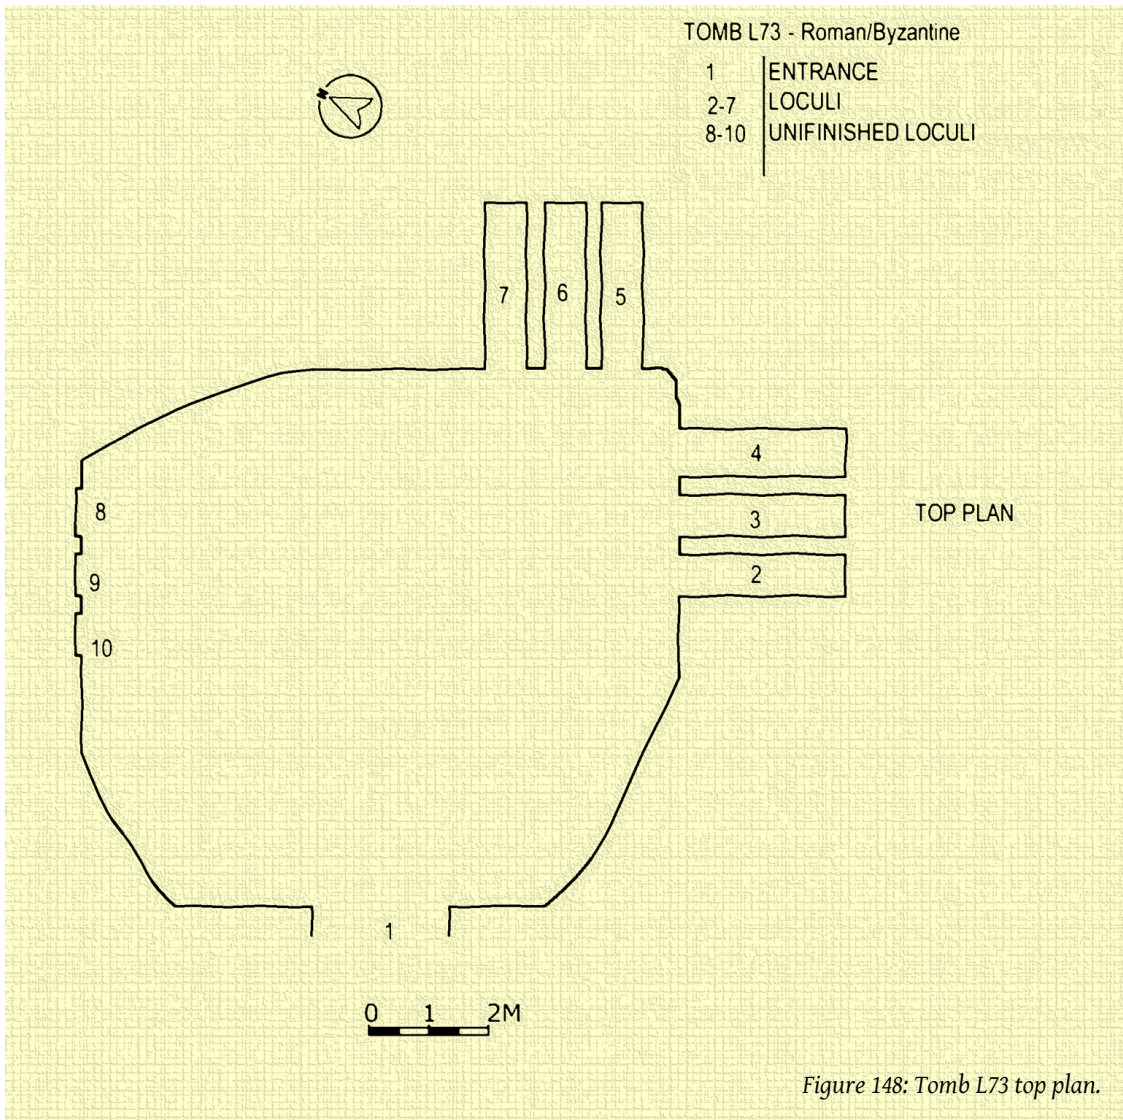 TOMB L73 - Roman/Byzantine
1 ENTRANCE
2-7 LOCULI
8-10 UNIFINISHED LOCULI
N
7 6 5
4
8
3
TOP PLAN
9
2
10
1
0 1 2M
Figure 148: Tomb L73 top plan.